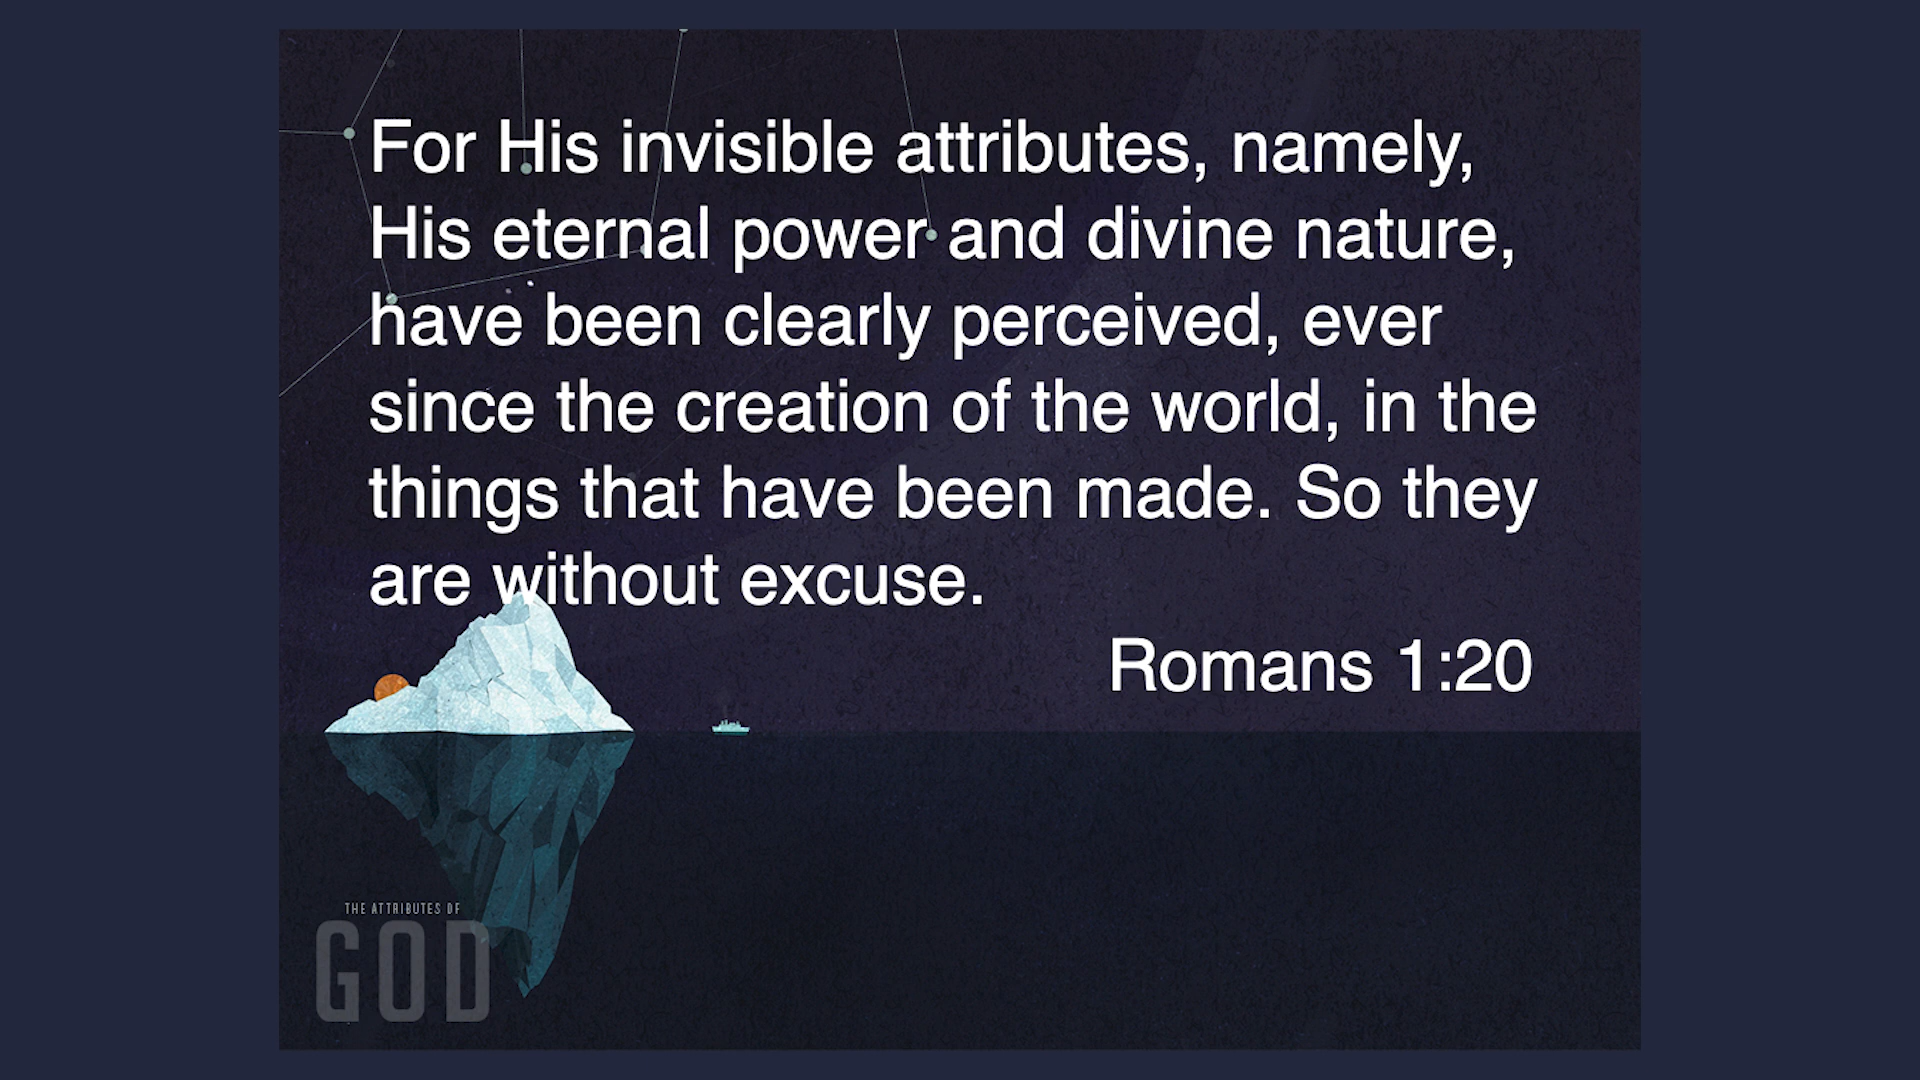 For His invisible attributes, namely,
His eternal power and divine nature,
have been clearly perceived, ever
since the creation of the world, in the
things that have been made. So they
are without excuse.
Romans 1:20
THE ATTRIBUTES OF
GOD